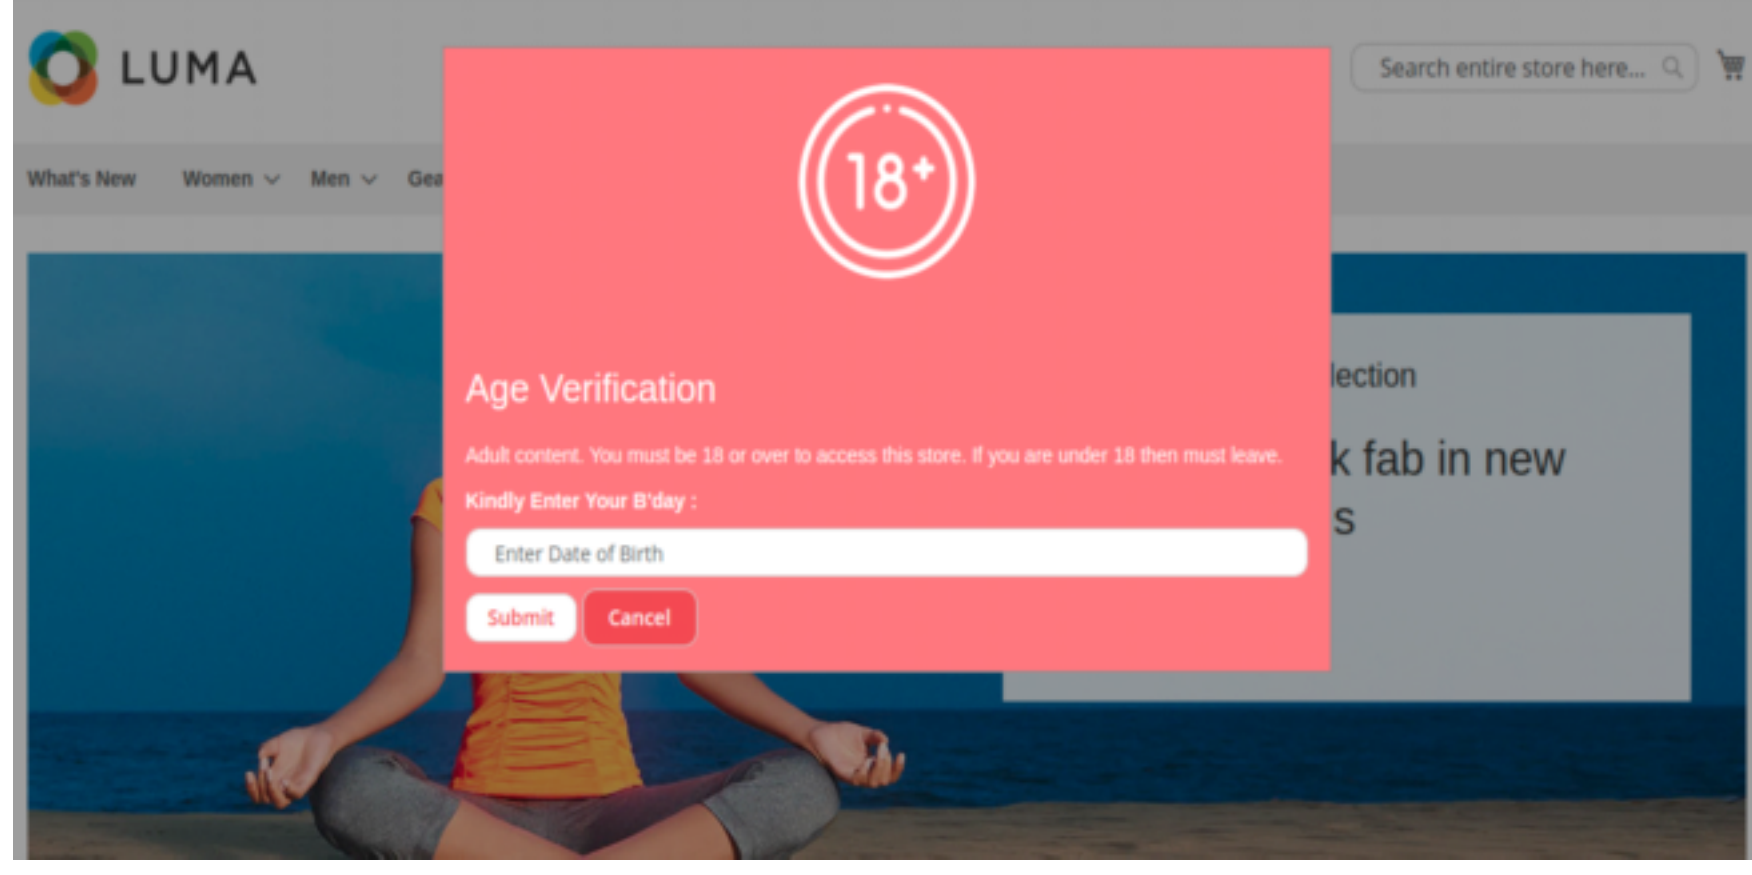 LUMA
Search entire store here...
What's New Women Men Gea
18+
Age Verification
lection
Adult content. You must be 18 or over to access this store. If you are under 18 then must leave.
k fab in new
Kindly Enter Your B'day :
s
Enter Date of Birth
Submit Cancel